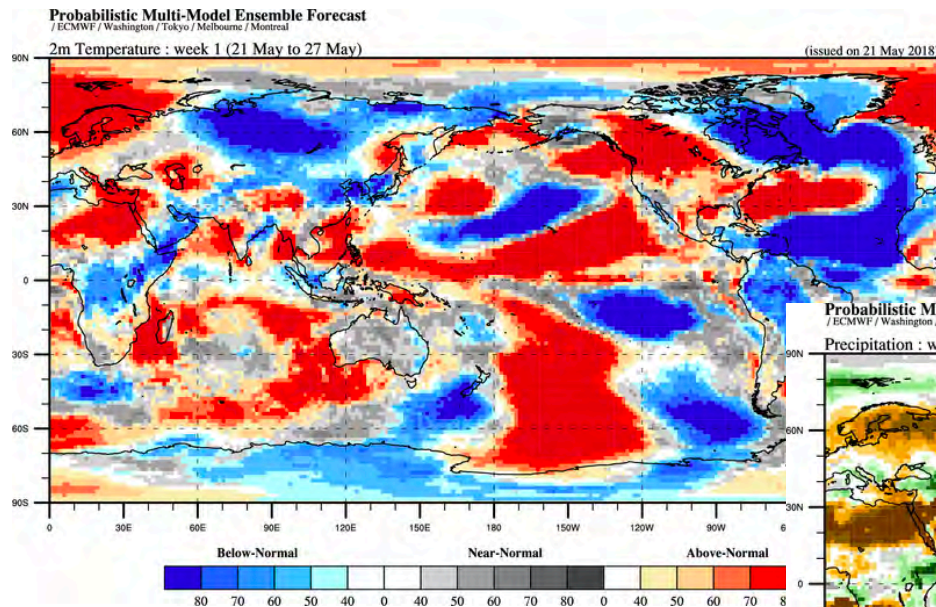 Probabilistic Multi-Model Ensemble Forecast
/ ECMWF / Washington / Tokyo / Melbourne / Montreal
2m Temperature : week 1 (21 May to 27 May)
(issued on 21 May 2018)
90N
60N
30N
0
30S
60S
90S
0 30E 60E 90E 120E 150E 180 150W 120W 90W 6
Probabilistic M
/ ECMWF / Washington /
Precipitation : w
90N
60N
30N
0
Below-Normal Near-Normal Above-Normal
80 70 60 50 40 0 40 50 60 70 80 0 40 50 60 70 8